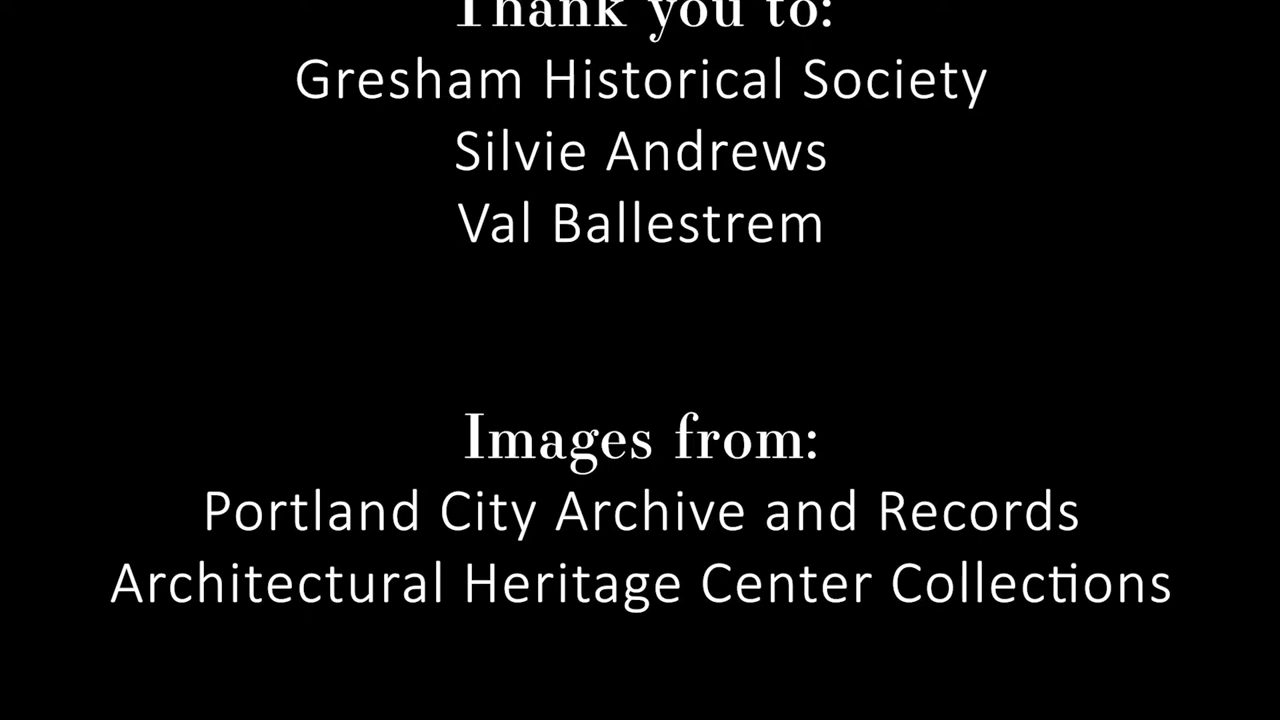 Thank you to:
Gresham Historical Society
Silvie Andrews
Val Ballestrem
Images from:
Portland City Archive and Records
Architectural Heritage Center Collections